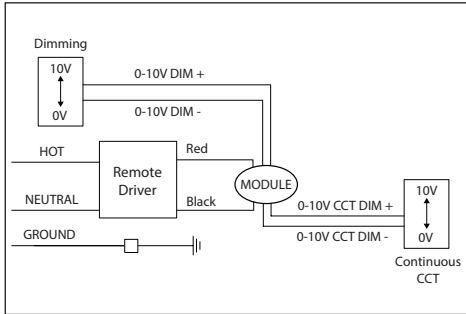 Dimming
10V
0V
0-10V DIM +
0-10V DIM -
HOT
NEUTRAL
GROUND
Remote
Driver
Red
Black
MODULE
0-10V CCT DIM +
0-10V CCT DIM -
10V
0V
Continuous
CCT